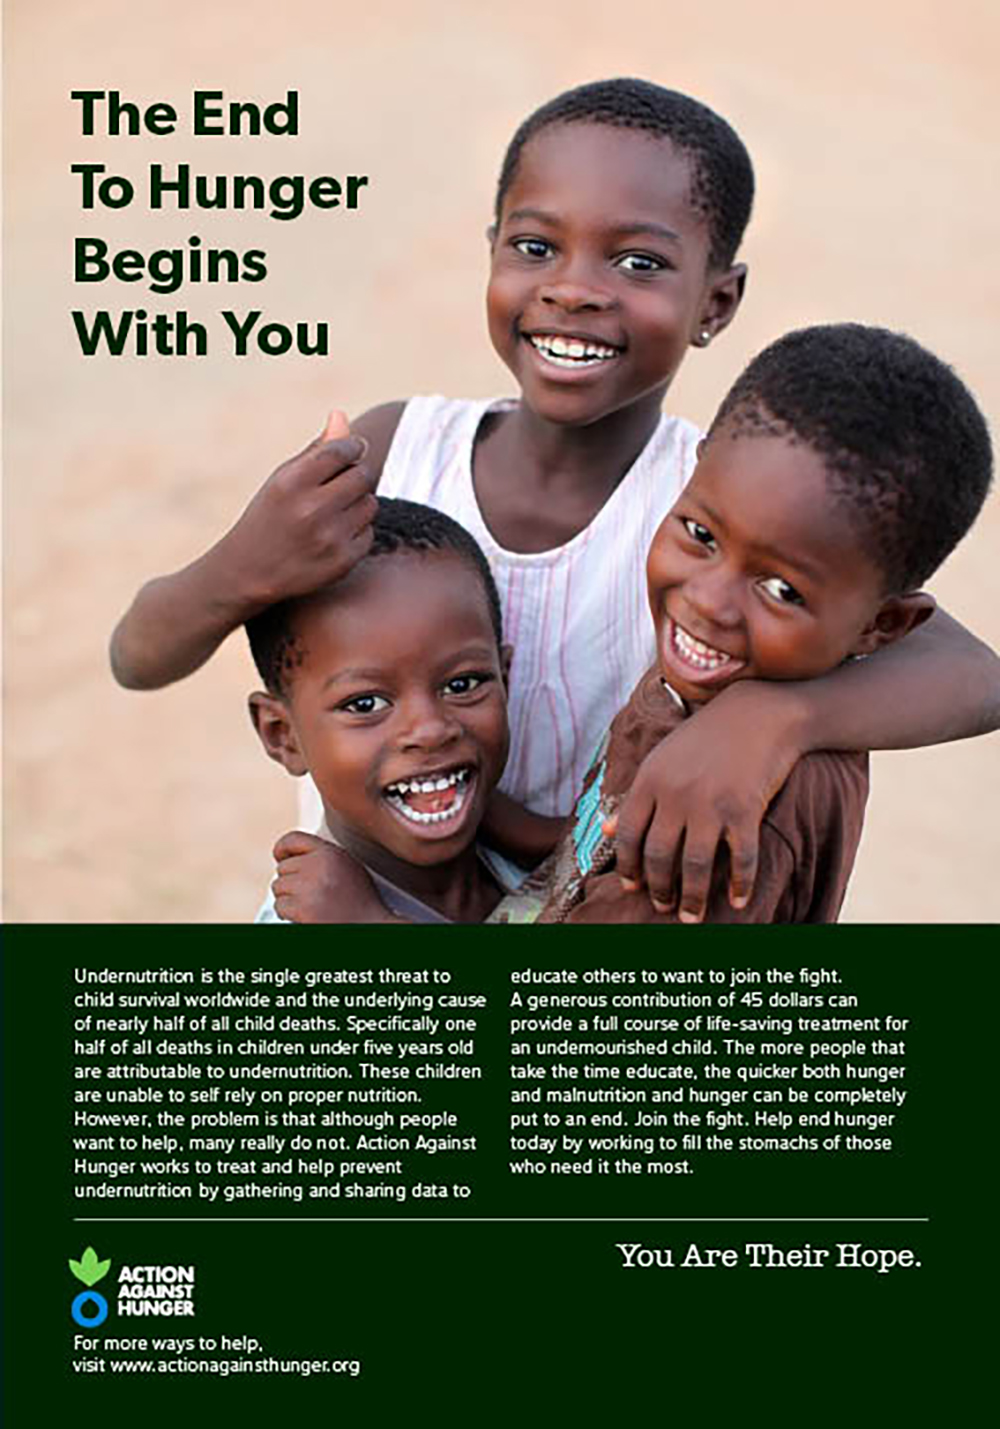 The End
To Hunger
Begins
With You
Undernutrition is the single greatest threat to
child survival worldwide and the underlying cause
of nearly half of all child deaths. Specifically one
half of all deaths in children under five years old
are attributable to undernutrition. These children
are unable to self rely on proper nutrition.
However, the problem is that although people
want to help, many really do not. Action Against
Hunger works to treat and help prevent
undernutrition by gathering and sharing data to
educate others to want to join the fight.
A generous contribution of 45 dollars can
provide a full course of life-saving treatment for
an undernourished child. The more people that
take the time educate, the quicker both hunger
and malnutrition and hunger can be completely
put to an end. Join the fight. Help end hunger
today by working to fill the stomachs of those
who need it the most.
You Are Their Hope.
ACTION
AGAINST
HUNGER
For more ways to help,
visit www.actionagainsthunger.org